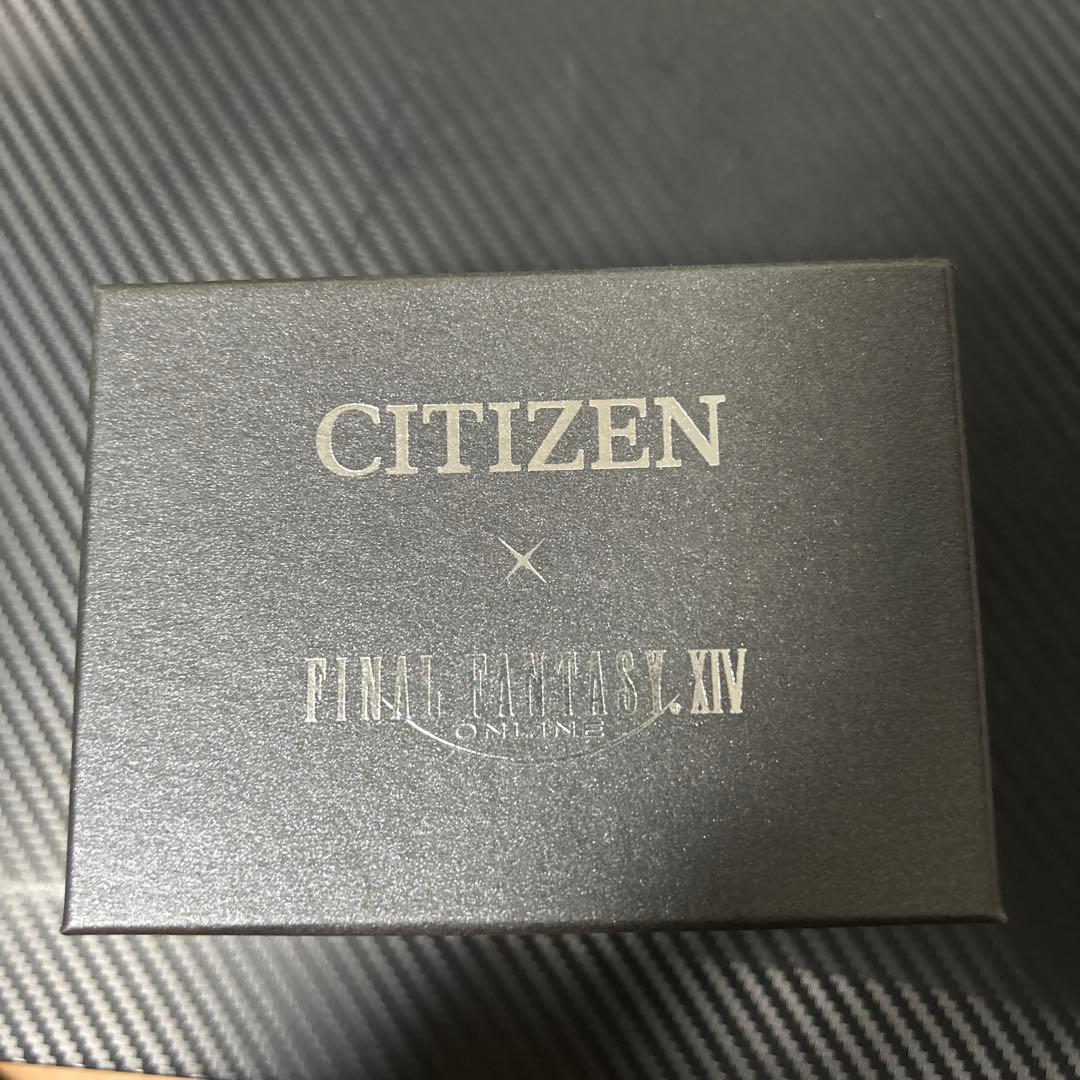 CITIZEN
×
FINAL FANTASY. XIV
ONLINE